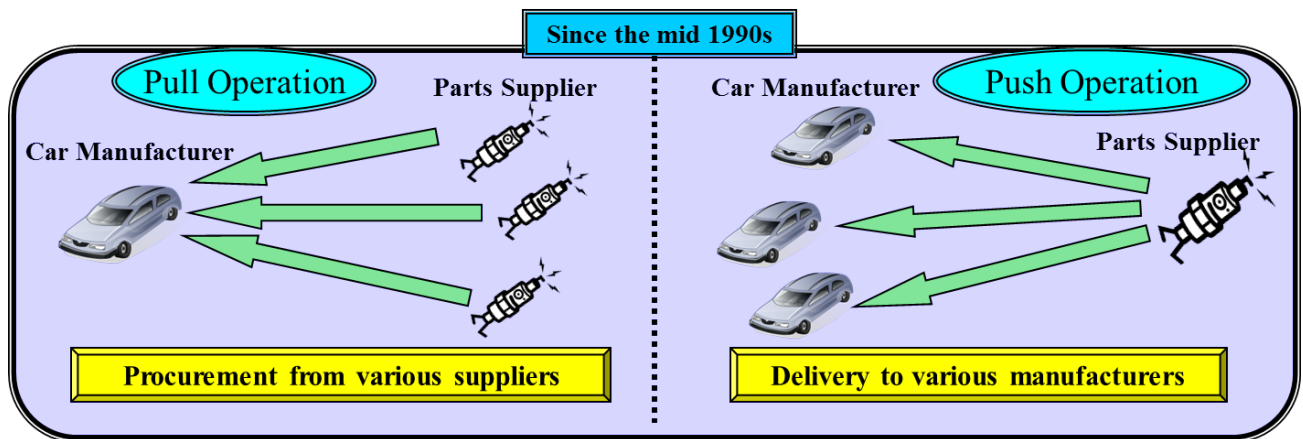 Since the mid 1990s
Pull Operation
Parts Supplier
Car Manufacturer
Procurement from various suppliers
Push Operation
Car Manufacturer
Parts Supplier
Delivery to various manufacturers